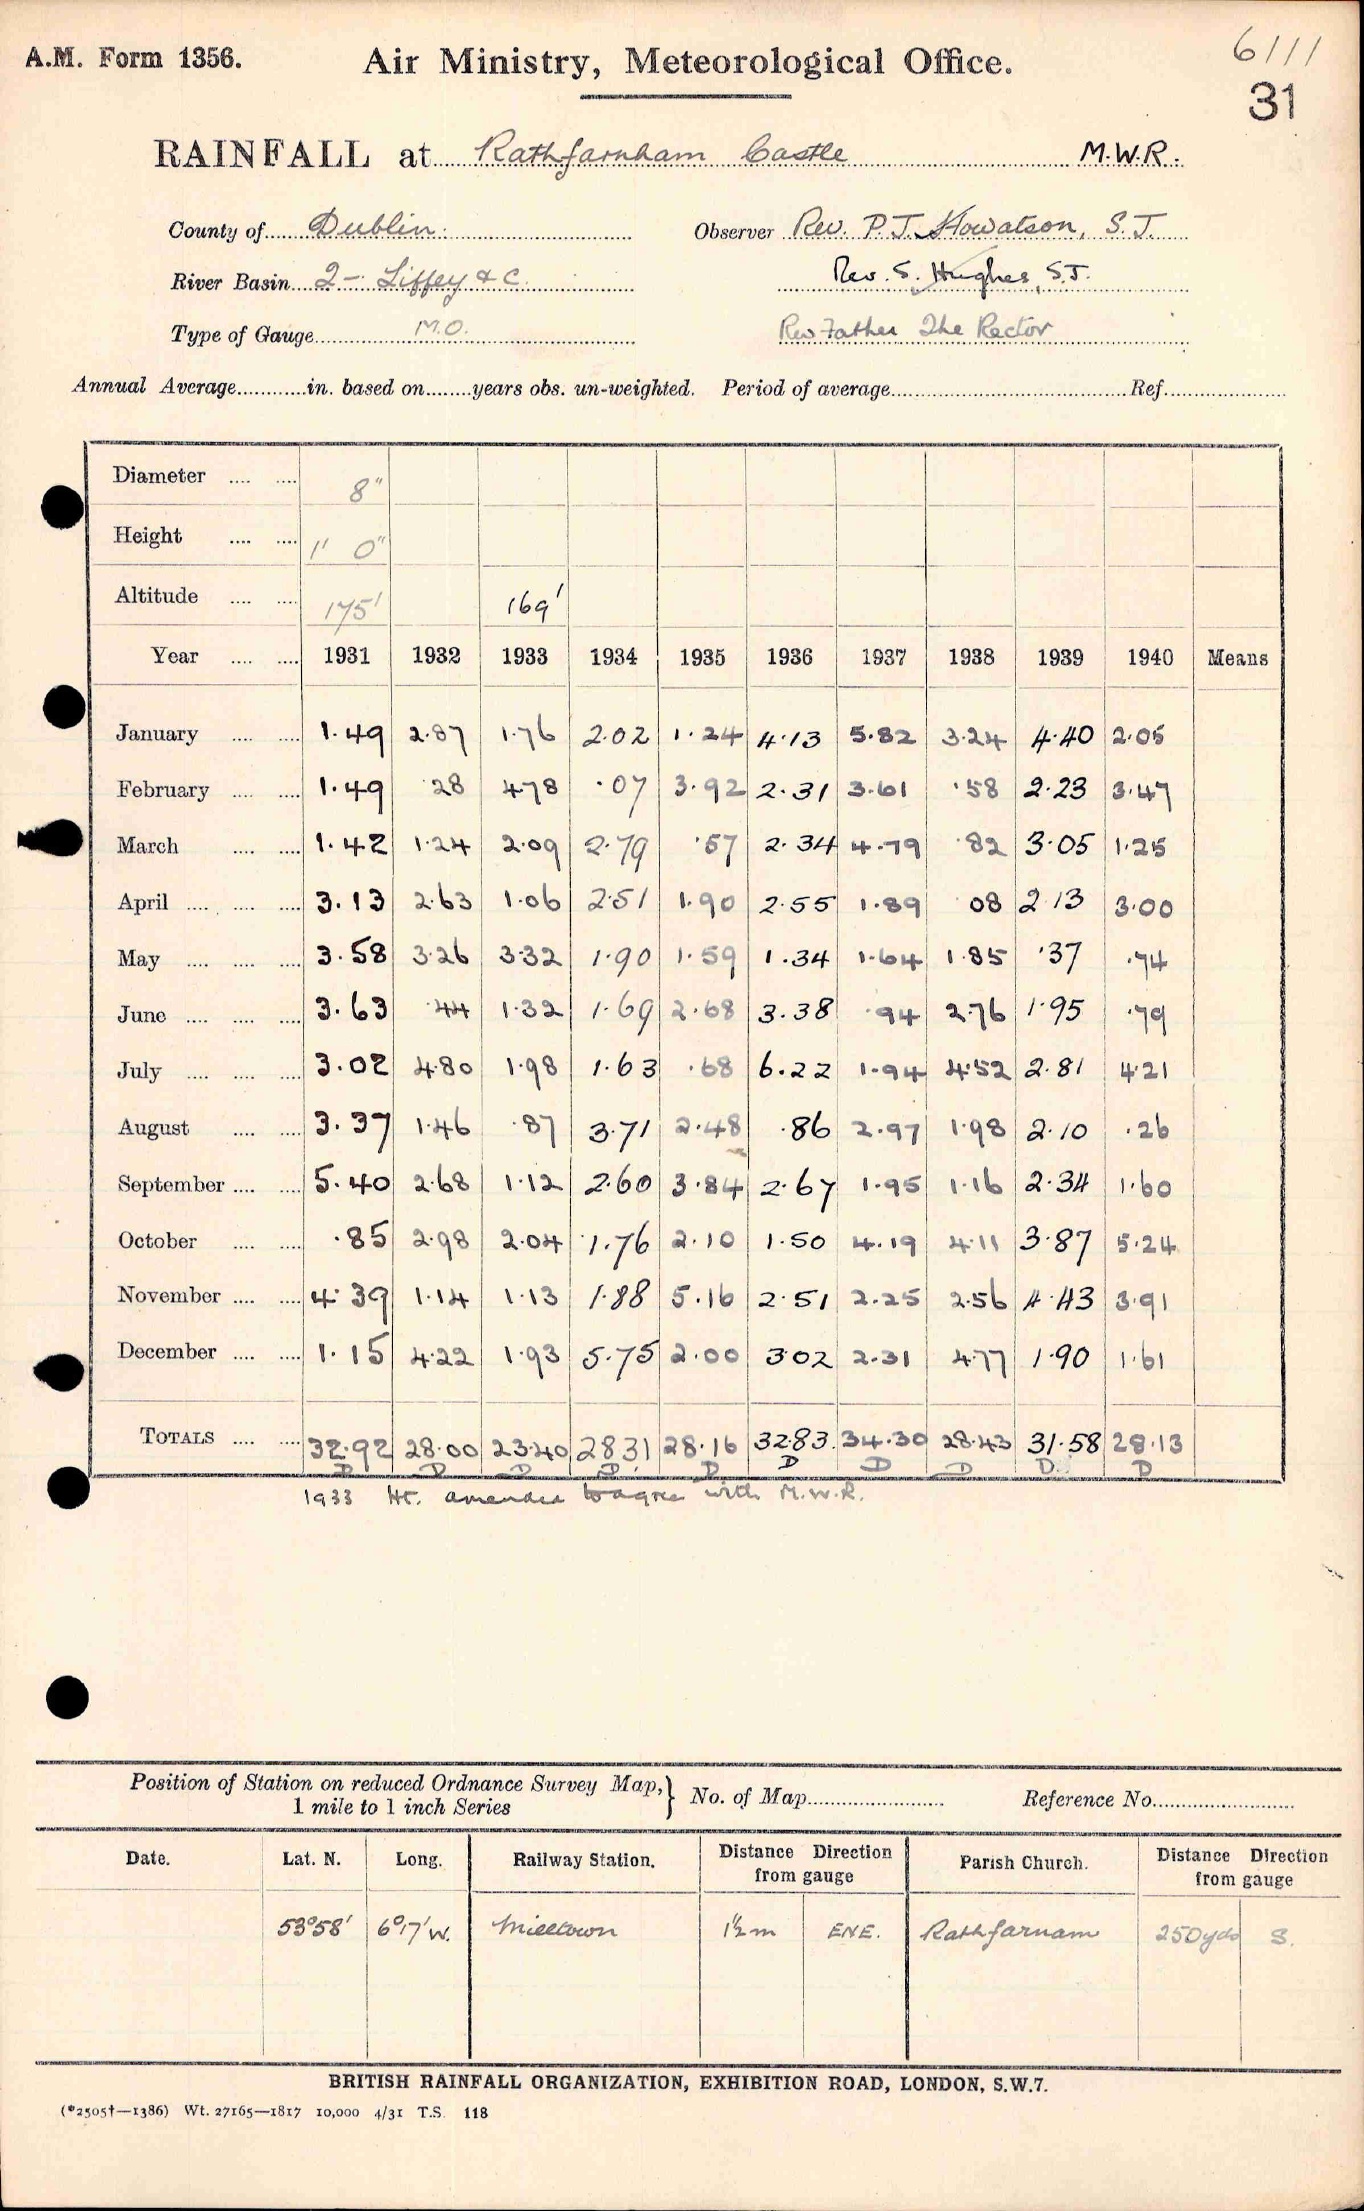 A.M. Form 1356. Air Ministry, Meteorological Office. 6111
31
RAINFALL at Rathfarnham Castle M.W.R.
County of Dublin. Observer Rev. P.J. Howatson, S.J.
River Basin 2 - Liffey & C. Rev. S. Hughes, S.J.
Type of Gauge M.O. Rev Father The Rector
Annual Average in. based on years obs. un-weighted. Period of average Ref.
Diameter 8"
Height 1' 0"
Altitude 175' 169'
Year 1931 1932 1933 1934 1935 1936 1937 1938 1939 1940 Means
January 1.49 2.87 1.76 2.02 1.24 4.13 5.82 3.24 4.40 2.05
February 1.49 .28 4.78 .07 3.92 2.31 3.61 .58 2.23 3.47
March 1.42 1.24 2.09 2.79 .57 2.34 4.79 .82 3.05 1.25
April 3.13 2.63 1.06 2.51 1.90 2.55 1.89 08 2.13 3.00
May 3.58 3.26 3.32 1.90 1.59 1.34 1.64 1.85 .37 .74
June 3.63 .44 1.32 1.69 2.68 3.38 .94 2.76 1.95 .79
July 3.02 4.80 1.98 1.63 .68 6.22 1.94 4.52 2.81 4.21
August 3.37 1.46 .87 3.71 2.48 .86 2.97 1.98 2.10 .26
September 5.40 2.68 1.12 2.60 3.84 2.67 1.95 1.16 2.34 1.60
October .85 2.98 2.04 1.76 2.10 1.50 4.19 4.11 3.87 5.24
November 4.39 1.14 1.13 1.88 5.16 2.51 2.25 2.56 4.43 3.91
December 1.15 4.22 1.93 5.75 2.00 3.02 2.31 4.77 1.90 1.61
TOTALS 32.92 28.00 23.40 28.31 28.16 32.83 34.30 28.43 31.58 28.13
D D D D D D D D D D
1933 Ht. amended to agree with M.W.R.
Position of Station on reduced Ordnance Survey Map, } No. of Map Reference No.
1 mile to 1 inch Series
Date. Lat. N. Long. Railway Station. Distance Direction from gauge Parish Church. Distance Direction from gauge
53°58' 6°17'W. Milltown 1½m ENE. Rathfarnam 250yds S.
BRITISH RAINFALL ORGANIZATION, EXHIBITION ROAD, LONDON, S.W.7.
(*2505†—1386) Wt. 27165—1817 10,000 4/31 T.S. 118